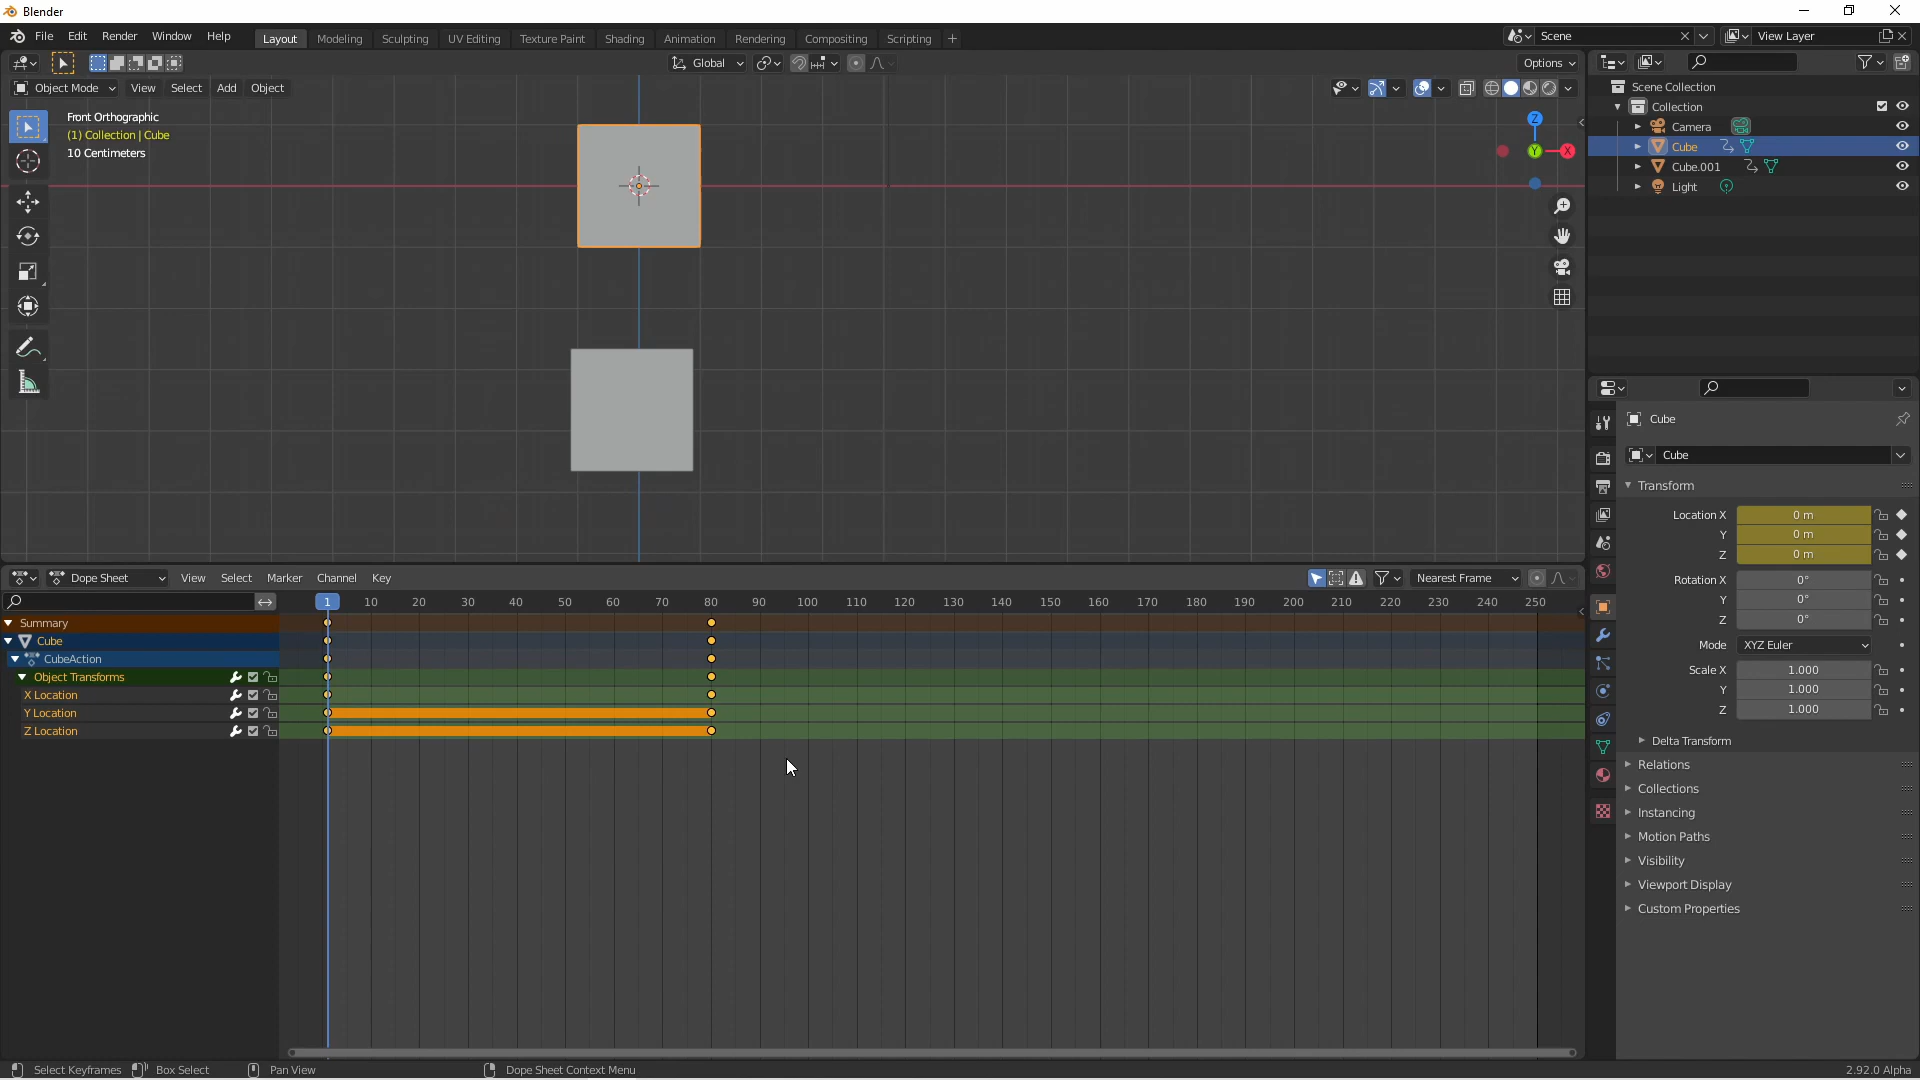 Blender
File Edit Render Window Help Layout Modeling Sculpting UV Editing Texture Paint Shading Animation Rendering Compositing Scripting + Scene View Layer
Global Options
Object Mode View Select Add Object
Front Orthographic
(1) Collection | Cube
10 Centimeters
Z
Y
X
Scene Collection
Collection
Camera
Cube
Cube.001
Light
Cube
Cube
Transform
Location X 0 m
Y 0 m
Z 0 m
Rotation X 0°
Y 0°
Z 0°
Mode XYZ Euler
Scale X 1.000
Y 1.000
Z 1.000
Delta Transform
Relations
Collections
Instancing
Motion Paths
Visibility
Viewport Display
Custom Properties
Dope Sheet View Select Marker Channel Key Nearest Frame
1 10 20 30 40 50 60 70 80 90 100 110 120 130 140 150 160 170 180 190 200 210 220 230 240 250
Summary
Cube
CubeAction
Object Transforms
X Location
Y Location
Z Location
Select Keyframes Box Select Pan View Dope Sheet Context Menu 2.92.0 Alpha